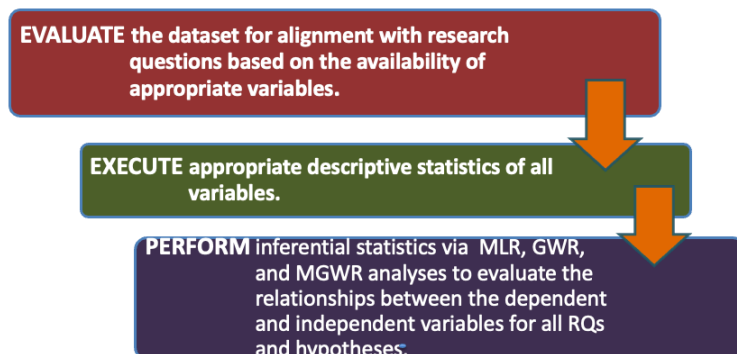 EVALUATE the dataset for alignment with research
questions based on the availability of
appropriate variables.
EXECUTE appropriate descriptive statistics of all
variables.
PERFORM inferential statistics via MLR, GWR,
and MGWR analyses to evaluate the
relationships between the dependent
and independent variables for all RQs
and hypotheses.